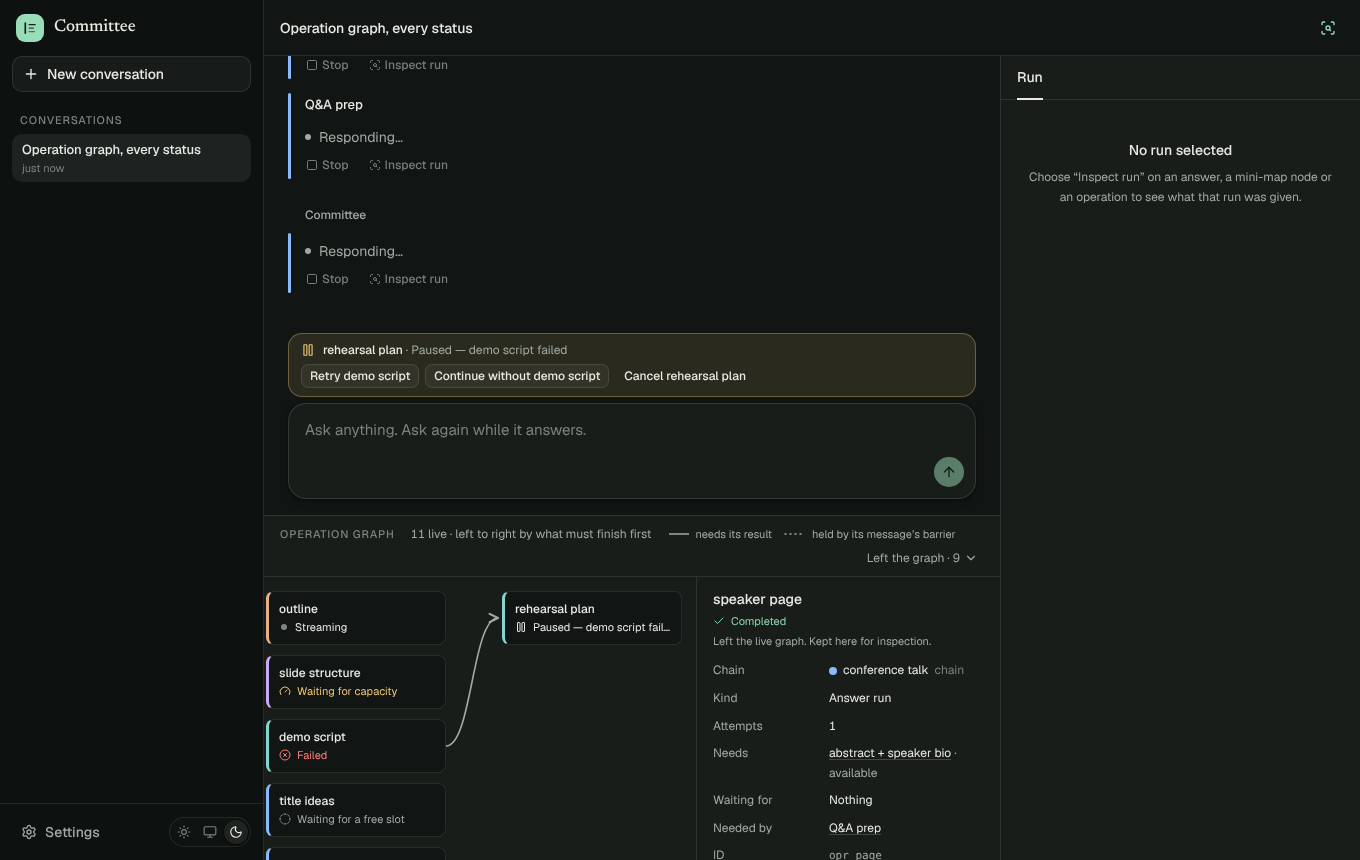 Committee
New conversation
CONVERSATIONS
Operation graph, every status
just now
Settings
Operation graph, every status
Stop Inspect run
Q&A prep
Responding…
Stop Inspect run
Committee
Responding…
Stop Inspect run
rehearsal plan · Paused — demo script failed
Retry demo script Continue without demo script Cancel rehearsal plan
Ask anything. Ask again while it answers.
OPERATION GRAPH 11 live · left to right by what must finish first needs its result held by its message's barrier
Left the graph · 9
outline
Streaming
slide structure
Waiting for capacity
demo script
Failed
title ideas
Waiting for a free slot
rehearsal plan
Paused — demo script fail…
speaker page
Completed
Left the live graph. Kept here for inspection.
Chain conference talk chain
Kind Answer run
Attempts 1
Needs abstract + speaker bio ·
available
Waiting for Nothing
Needed by Q&A prep
ID opr_page
Run
No run selected
Choose “Inspect run” on an answer, a mini-map node or
an operation to see what that run was given.